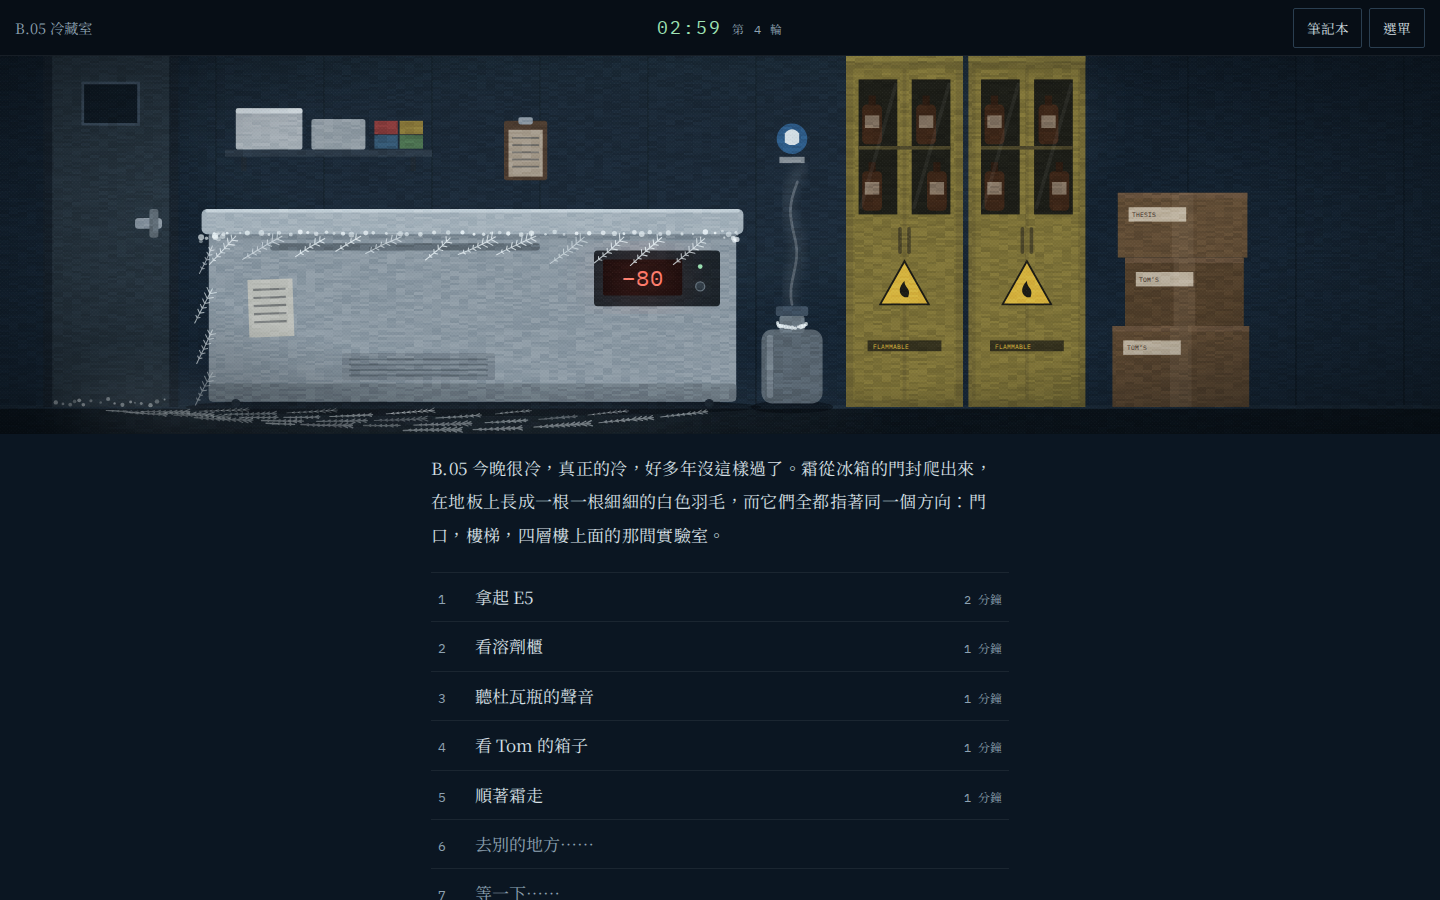 B.05 冷藏室
02:59 第 4 輪
筆記本
選單
-80
FLAMMABLE
FLAMMABLE
THESIS
TOM'S
TOM'S
B.05 今晚很冷，真正的冷，好多年沒這樣過了。霜從冰箱的門封爬出來，
在地板上長成一根一根細細的白色羽毛，而它們全都指著同一個方向：門
口，樓梯，四層樓上面的那間實驗室。
1 拿起 E5 2 分鐘
2 看溶劑櫃 1 分鐘
3 聽杜瓦瓶的聲音 1 分鐘
4 看 Tom 的箱子 1 分鐘
5 順著霜走 1 分鐘
6 去別的地方⋯⋯
7 等一下⋯⋯